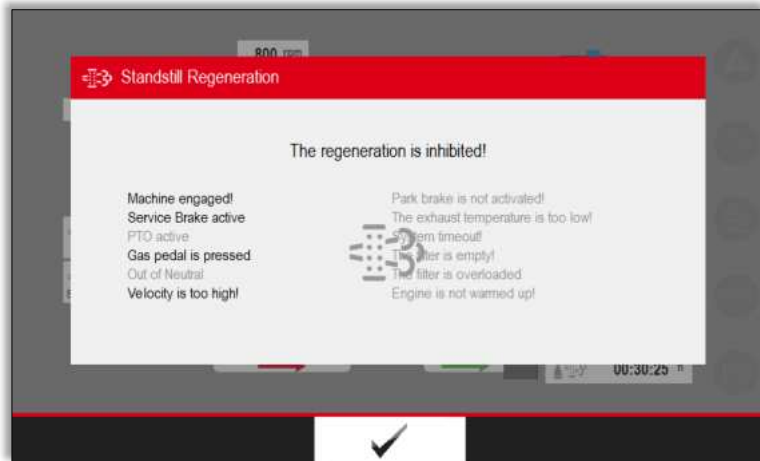 800 rpm
Standstill Regeneration
The regeneration is inhibited!
Machine engaged!
Service Brake active
PTO active
Gas pedal is pressed
Out of Neutral
Velocity is too high!
Park brake is not activated!
The exhaust temperature is too low!
System timeout!
The filter is empty!
The filter is overloaded
Engine is not warmed up!
00:30:25 h